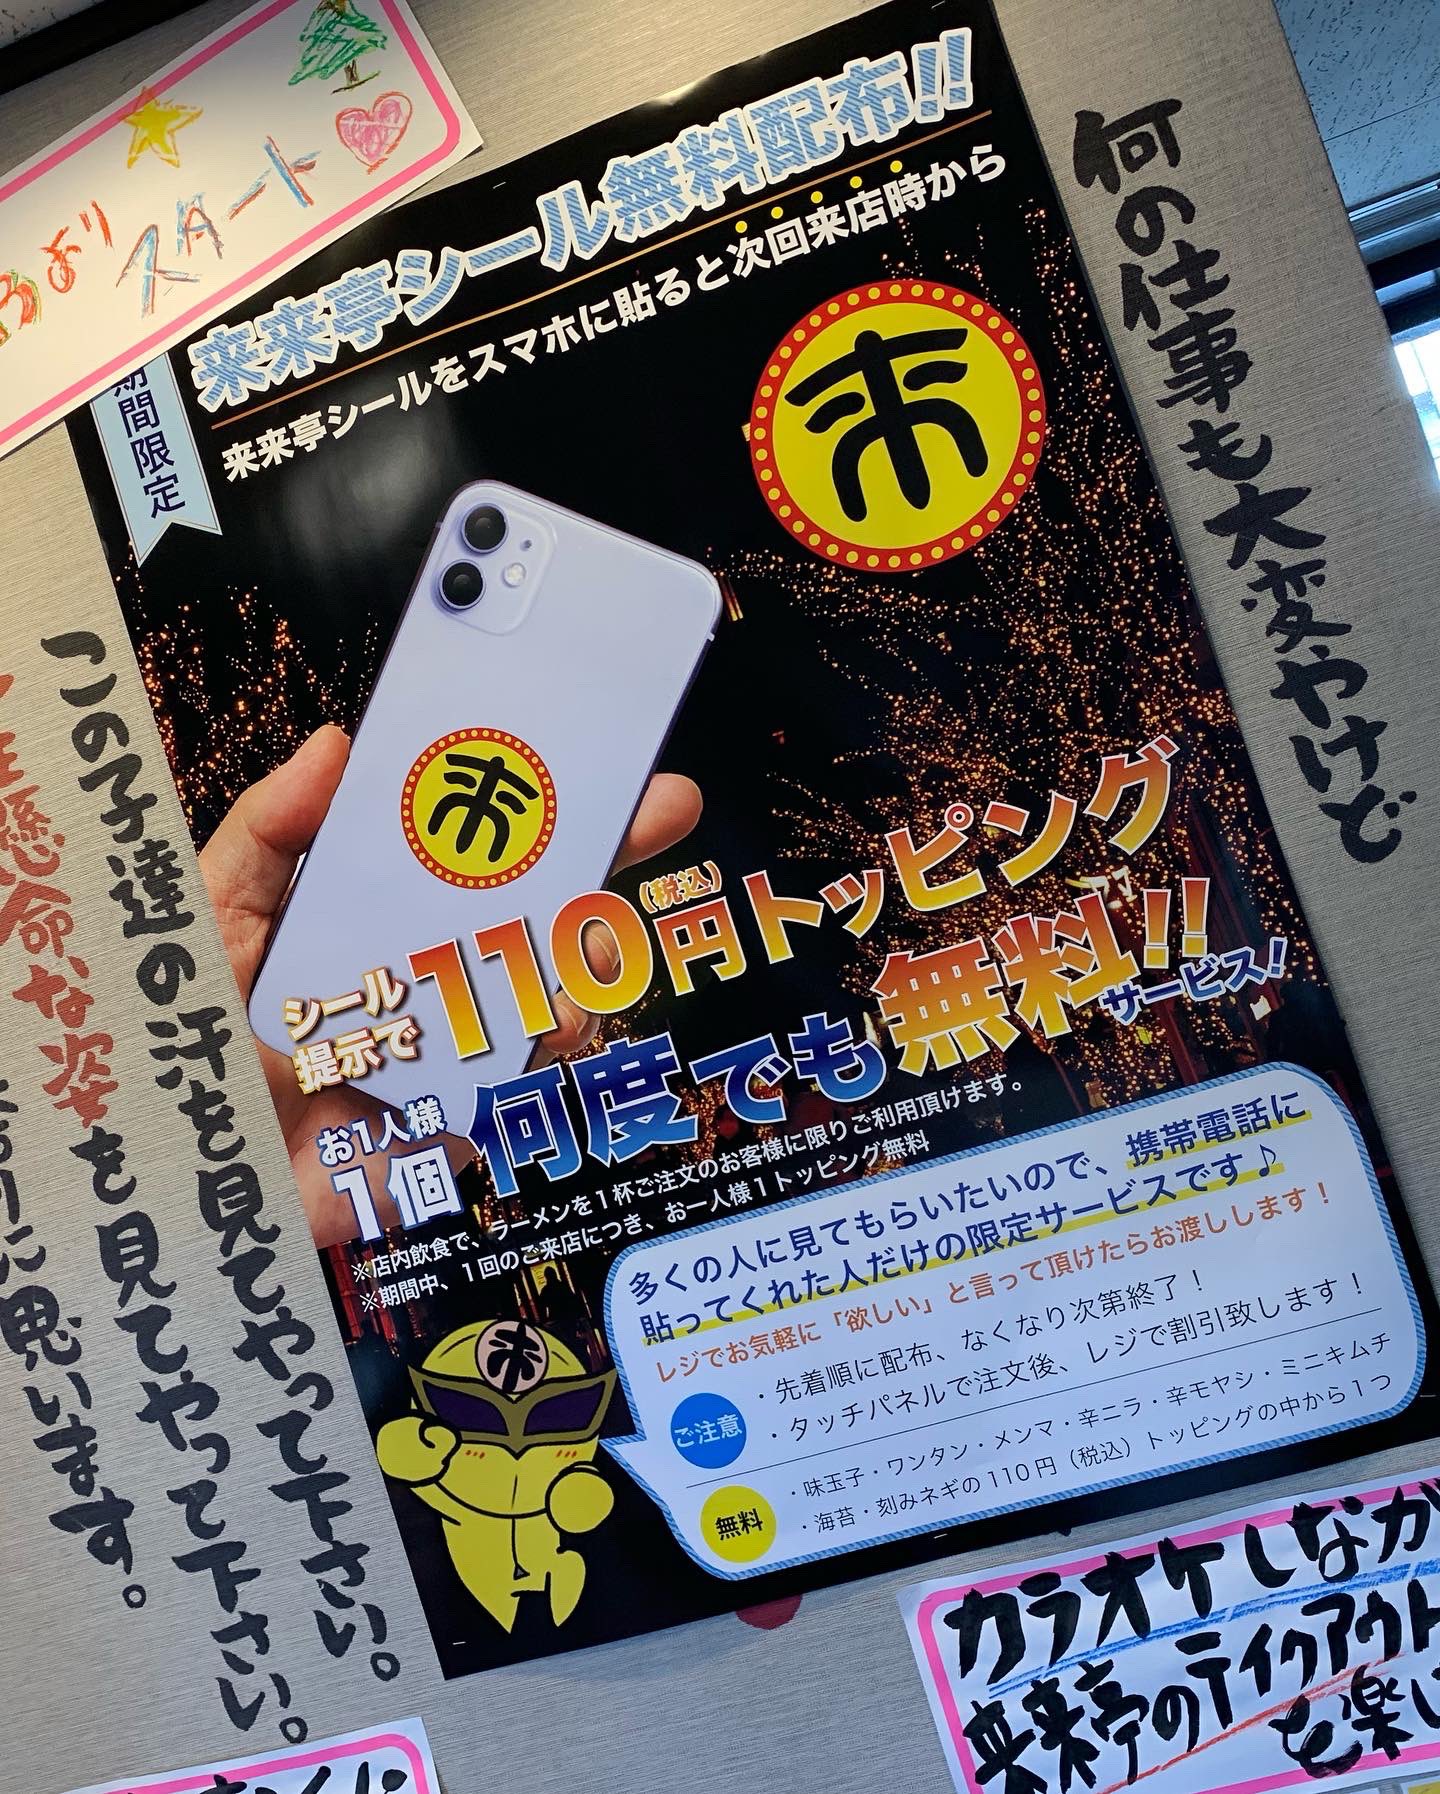 よりスタート
期間限定
来来亭シール無料配布!!
来来亭シールをスマホに貼ると次回来店時から
来
来
シール提示で
110円(税込)トッピング
お1人様1個
何度でも無料!!
サービス!
※店内飲食で、ラーメンを1杯ご注文のお客様に限りご利用頂けます。
※期間中、1回のご来店につき、お一人様1トッピング無料
多くの人に見てもらいたいので、携帯電話に
貼ってくれた人だけの限定サービスです♪
レジでお気軽に「欲しい」と言って頂けたらお渡しします!
ご注意
・先着順に配布、なくなり次第終了!
・タッチパネルで注文後、レジで割引致します!
無料
・味玉子・ワンタン・メンマ・辛ニラ・辛モヤシ・ミニキムチ
・海苔・刻みネギの110円(税込)トッピングの中から1つ
来
何の仕事も大変やけど
この子達の汗を見てやって下さい。
懸命な姿を見てやって下さい。
に思います。
カラオケしなが
来来亭のテイクアウト
を楽し